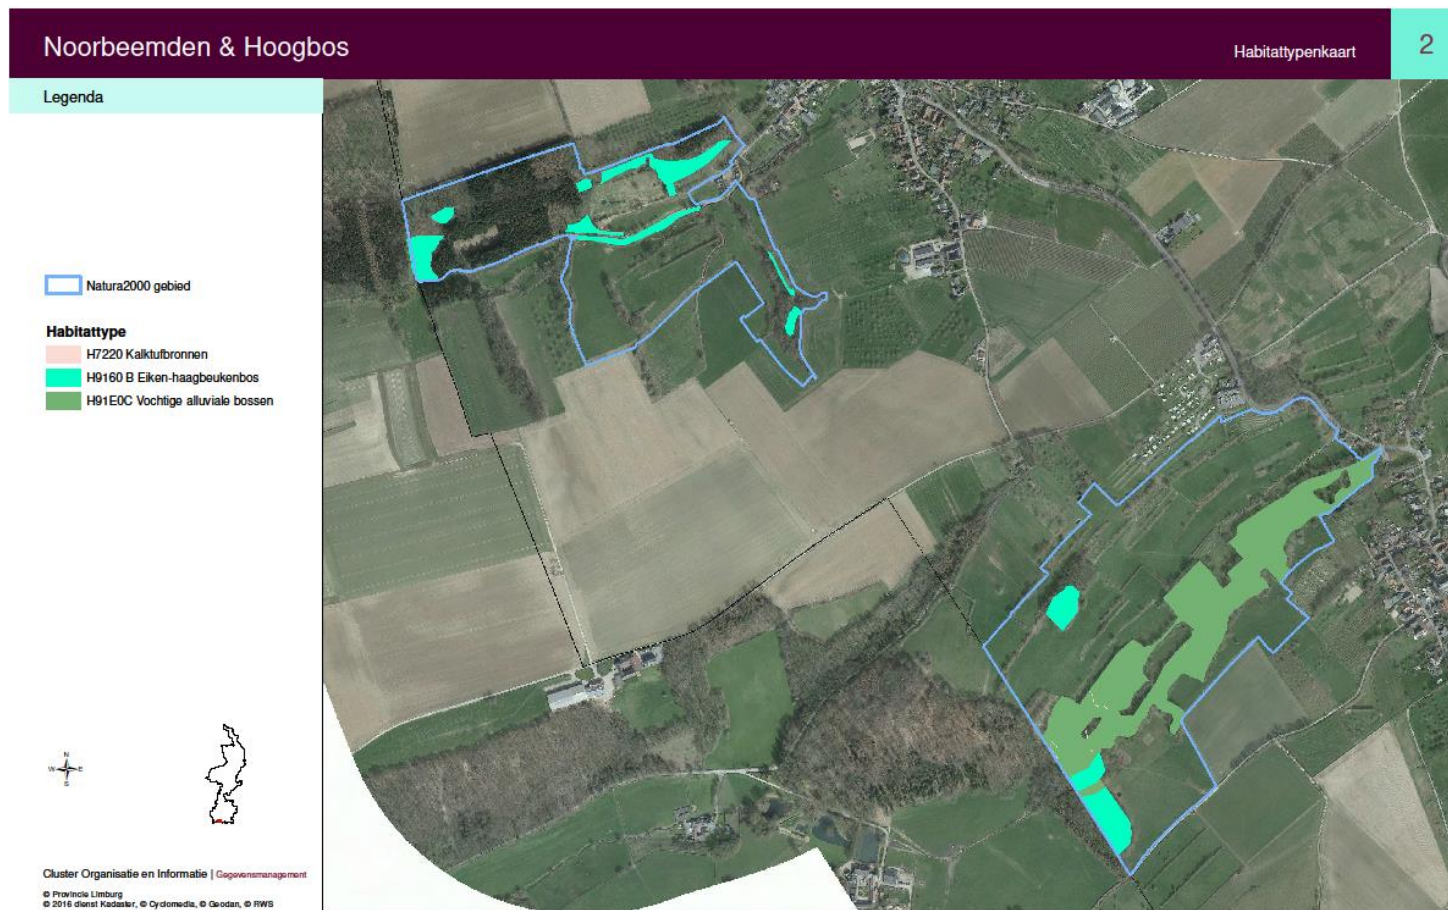 Noorbeemden & Hoogbos
Habitattypenkaart
2
Legenda
Natura2000 gebied
Habitattype
H7220 Kalktufbronnen
H9160 B Eiken-haagbeukenbos
H91E0C Vochtige alluviale bossen
N
W E
S
Cluster Organisatie en Informatie | Gegevensmanagement
© Provincie Limburg
© 2016 dienst Kadaster, © Cyclomedia, © Geodan, © RWS